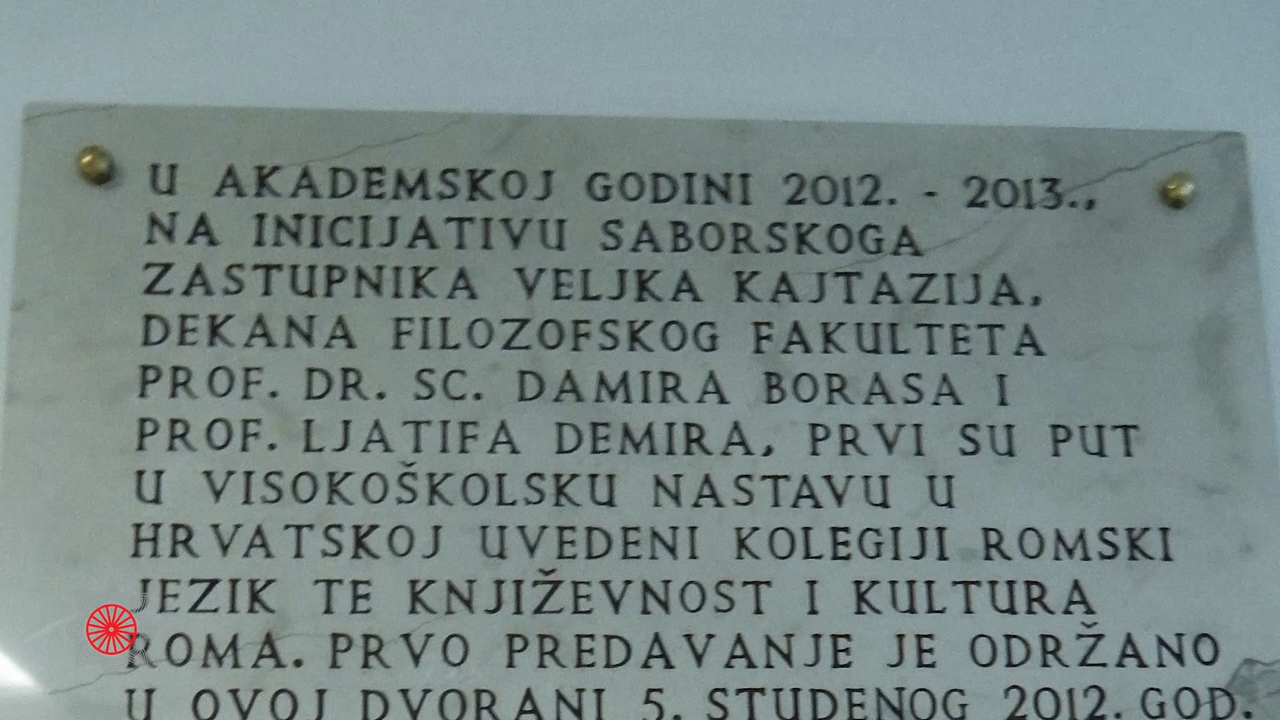 U AKADEMSKOJ GODINI 2012. - 2013.,
NA INICIJATIVU SABORSKOGA
ZASTUPNIKA VELJKA KAJTAZIJA,
DEKANA FILOZOFSKOG FAKULTETA
PROF. DR. SC. DAMIRA BORASA I
PROF. LJATIFA DEMIRA, PRVI SU PUT
U VISOKOŠKOLSKU NASTAVU U
HRVATSKOJ UVEDENI KOLEGIJI ROMSKI
JEZIK TE KNJIŽEVNOST I KULTURA
ROMA. PRVO PREDAVANJE JE ODRŽANO
U OVOJ DVORANI 5. STUDENOG 2012. GOD.